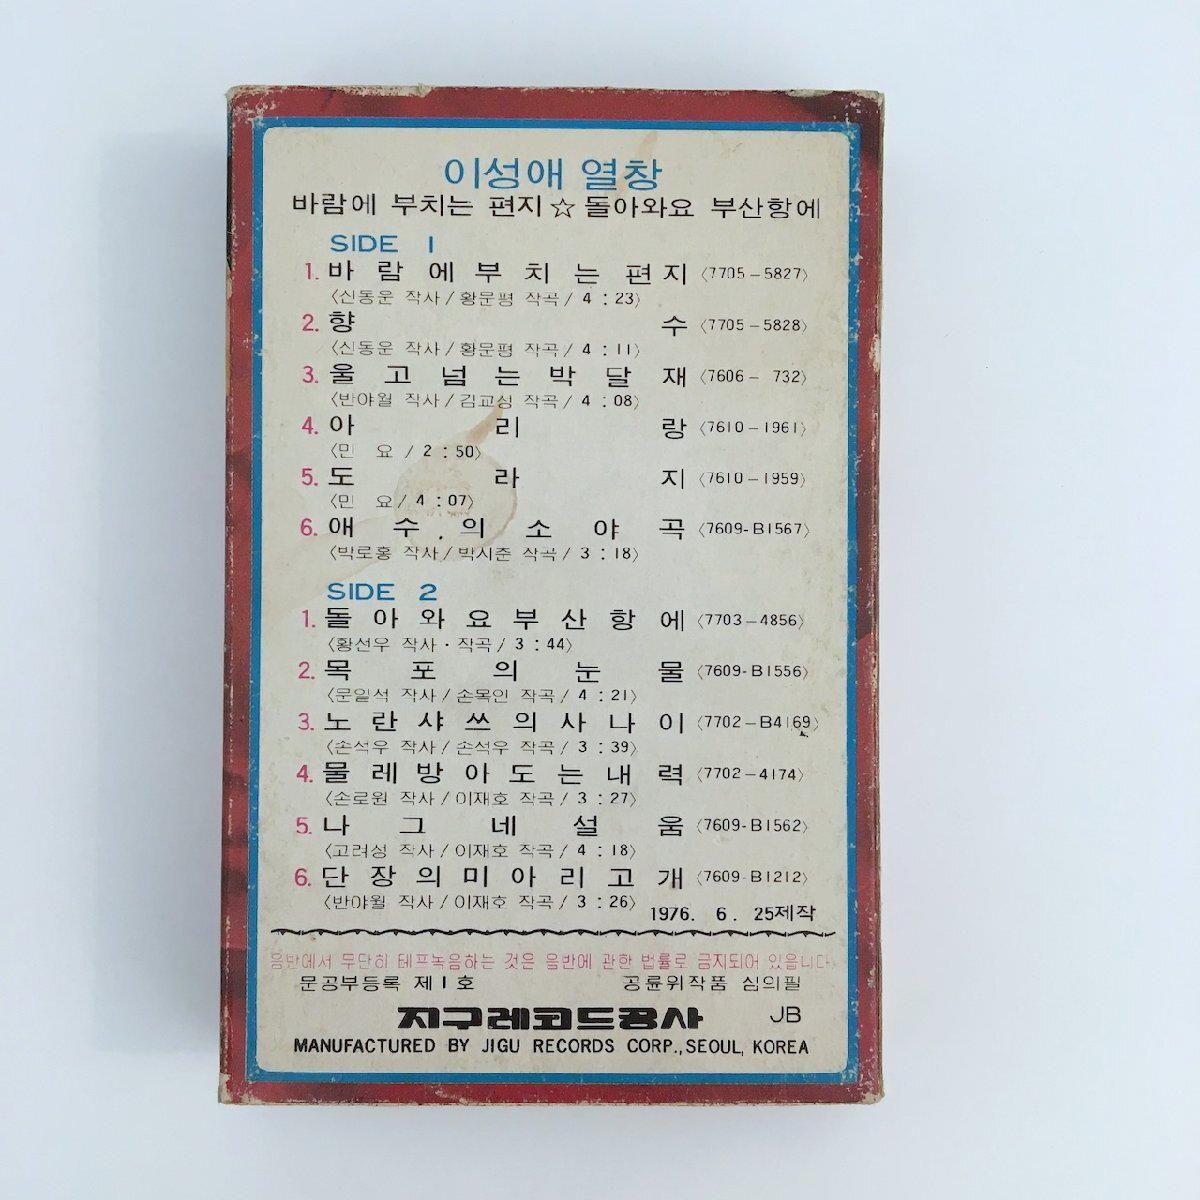 이성애 열창
바람에 부치는 편지☆돌아와요 부산항에
SIDE 1
1. 바람에부치는편지 〈7705-5827〉
〈신동운 작사/황문평 작곡/4:23〉
2. 향수 〈7705-5828〉
〈신동운 작사/황문평 작곡/4:11〉
3. 울고넘는박달재 〈7606- 732〉
〈반야월 작사/김교성 작곡/4:08〉
4. 아리랑 〈7610-1961〉
〈민 요/2:50〉
5. 도라지 〈7610-1959〉
〈민 요/4:07〉
6. 애수의소야곡 〈7609-B1567〉
〈박로홍 작사/박시준 작곡/3:18〉
SIDE 2
1. 돌아와요부산항에 〈7703-4856〉
〈황선우 작사·작곡/3:44〉
2. 목포의눈물 〈7609-B1556〉
〈문일석 작사/손목인 작곡/4:21〉
3. 노란샤쓰의사나이 〈7702-B4169〉
〈손석우 작사/손석우 작곡/3:39〉
4. 물레방아도는내력 〈7702-4174〉
〈손로원 작사/이재호 작곡/3:27〉
5. 나그네설움 〈7609-B1562〉
〈고려성 작사/이재호 작곡/4:18〉
6. 단장의미아리고개 〈7609-B1212〉
〈반야월 작사/이재호 작곡/3:26〉
1976. 6. 25제작
음반에서 무단히 테프녹음하는 것은 음반에 관한 법률로 금지되어 있읍니다
문공부등록 제1호 공륜위작품 심의필
지구레코드공사 JB
MANUFACTURED BY JIGU RECORDS CORP., SEOUL, KOREA